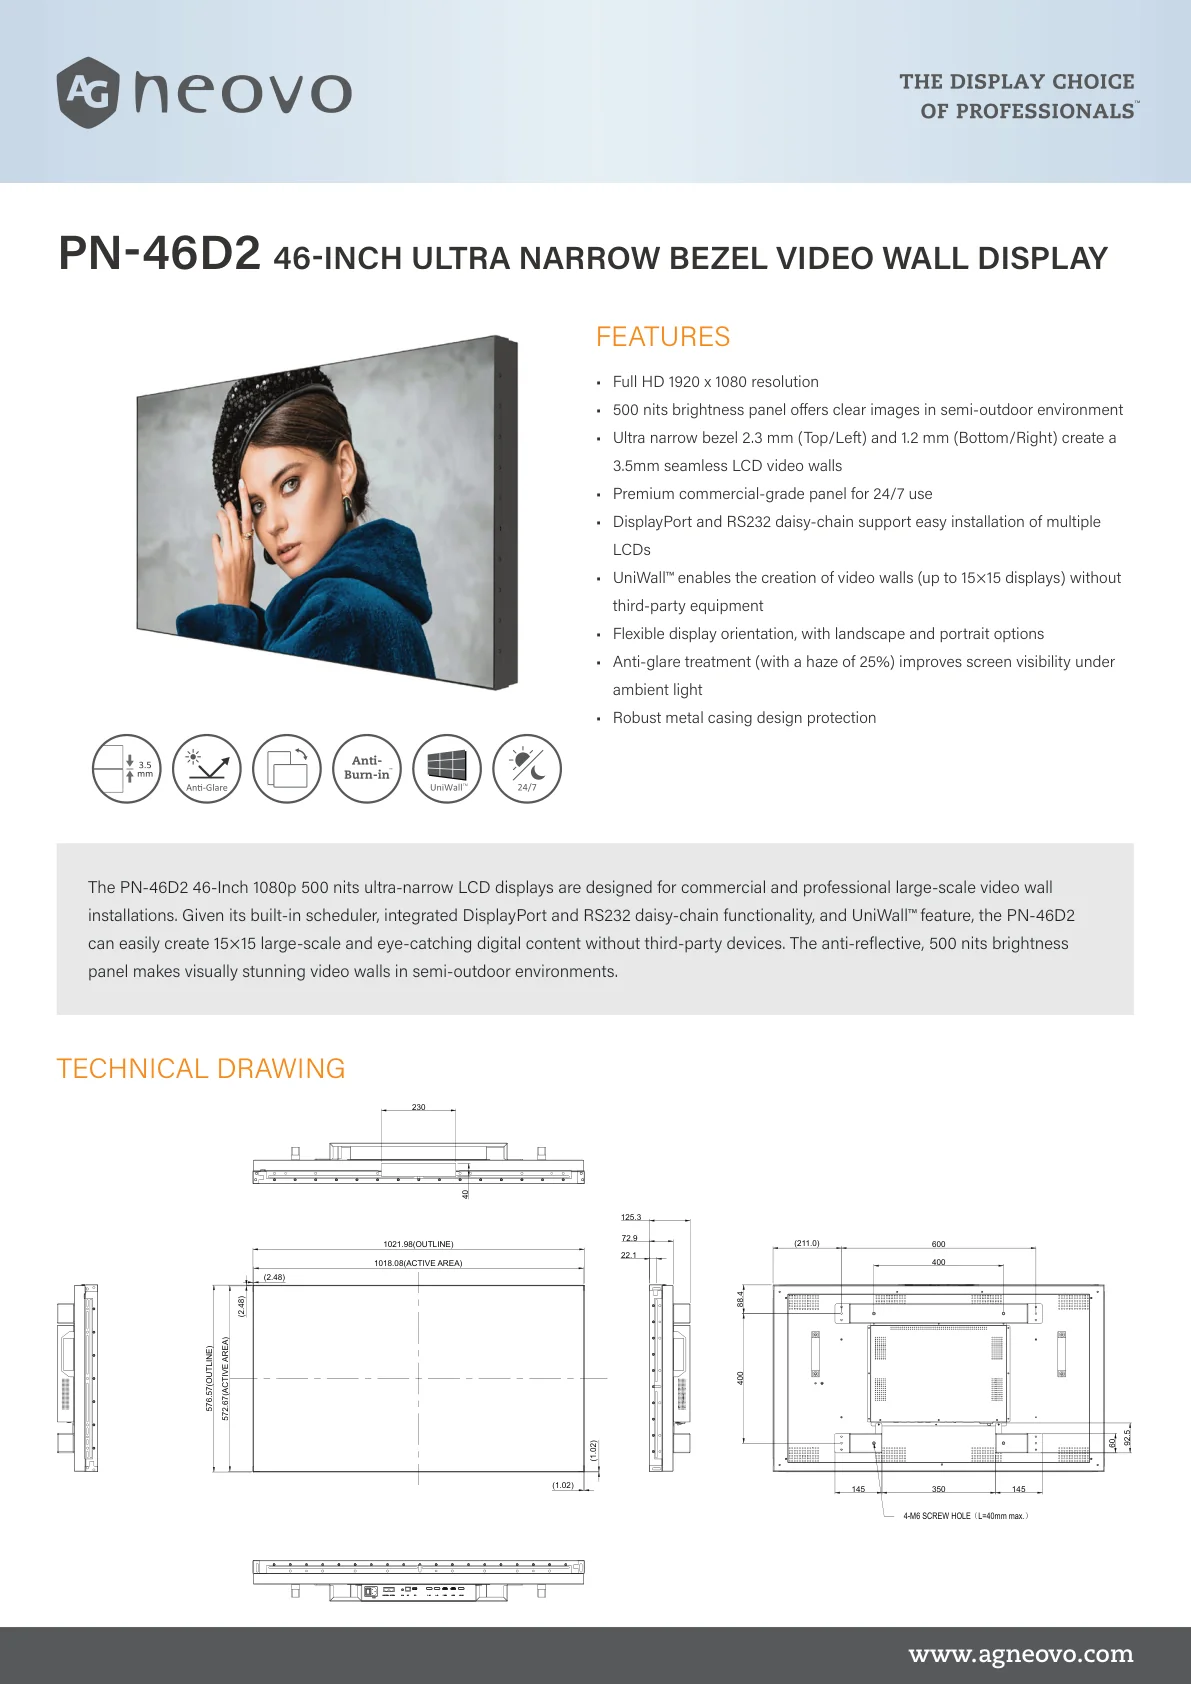 AG neovo
THE DISPLAY CHOICE
OF PROFESSIONALS™
PN-46D2 46-INCH ULTRA NARROW BEZEL VIDEO WALL DISPLAY
FEATURES
• Full HD 1920 x 1080 resolution
• 500 nits brightness panel offers clear images in semi-outdoor environment
• Ultra narrow bezel 2.3 mm (Top/Left) and 1.2 mm (Bottom/Right) create a
3.5mm seamless LCD video walls
• Premium commercial-grade panel for 24/7 use
• DisplayPort and RS232 daisy-chain support easy installation of multiple
LCDs
• UniWall™ enables the creation of video walls (up to 15×15 displays) without
third-party equipment
• Flexible display orientation, with landscape and portrait options
• Anti-glare treatment (with a haze of 25%) improves screen visibility under
ambient light
• Robust metal casing design protection
3.5
mm
Anti-Glare
Anti-
Burn-in™
UniWall™
24/7
The PN-46D2 46-Inch 1080p 500 nits ultra-narrow LCD displays are designed for commercial and professional large-scale video wall
installations. Given its built-in scheduler, integrated DisplayPort and RS232 daisy-chain functionality, and UniWall™ feature, the PN-46D2
can easily create 15×15 large-scale and eye-catching digital content without third-party devices. The anti-reflective, 500 nits brightness
panel makes visually stunning video walls in semi-outdoor environments.
TECHNICAL DRAWING
230
40
1021.98(OUTLINE)
1018.08(ACTIVE AREA)
(2.48)
(2.48)
576.57(OUTLINE)
572.67(ACTIVE AREA)
(1.02)
(1.02)
125.3
72.9
22.1
(211.0)
600
400
88.4
400
60
92.5
145
350
145
4-M6 SCREW HOLE（L=40mm max.）
www.agneovo.com